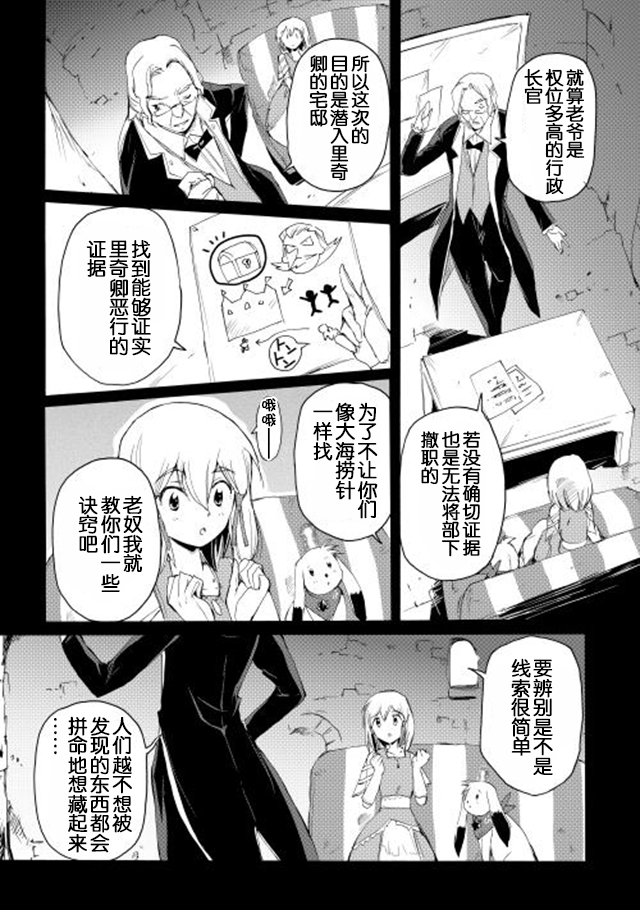 就算老爷是
权位多高的行政
长官
若没有确切证据
也是无法将部下
撤职的
所以这次的
目的是潜入里奇
卿的宅邸
找到能够证实
里奇卿恶行的
证据
トントン
为了不让你们
像大海捞针
一样找
哦哦——
老奴我就
教你们一些
诀窍吧
要辨别是不是
线索很简单
人们越不想被
发现的东西都会
拼命地想藏起来
……